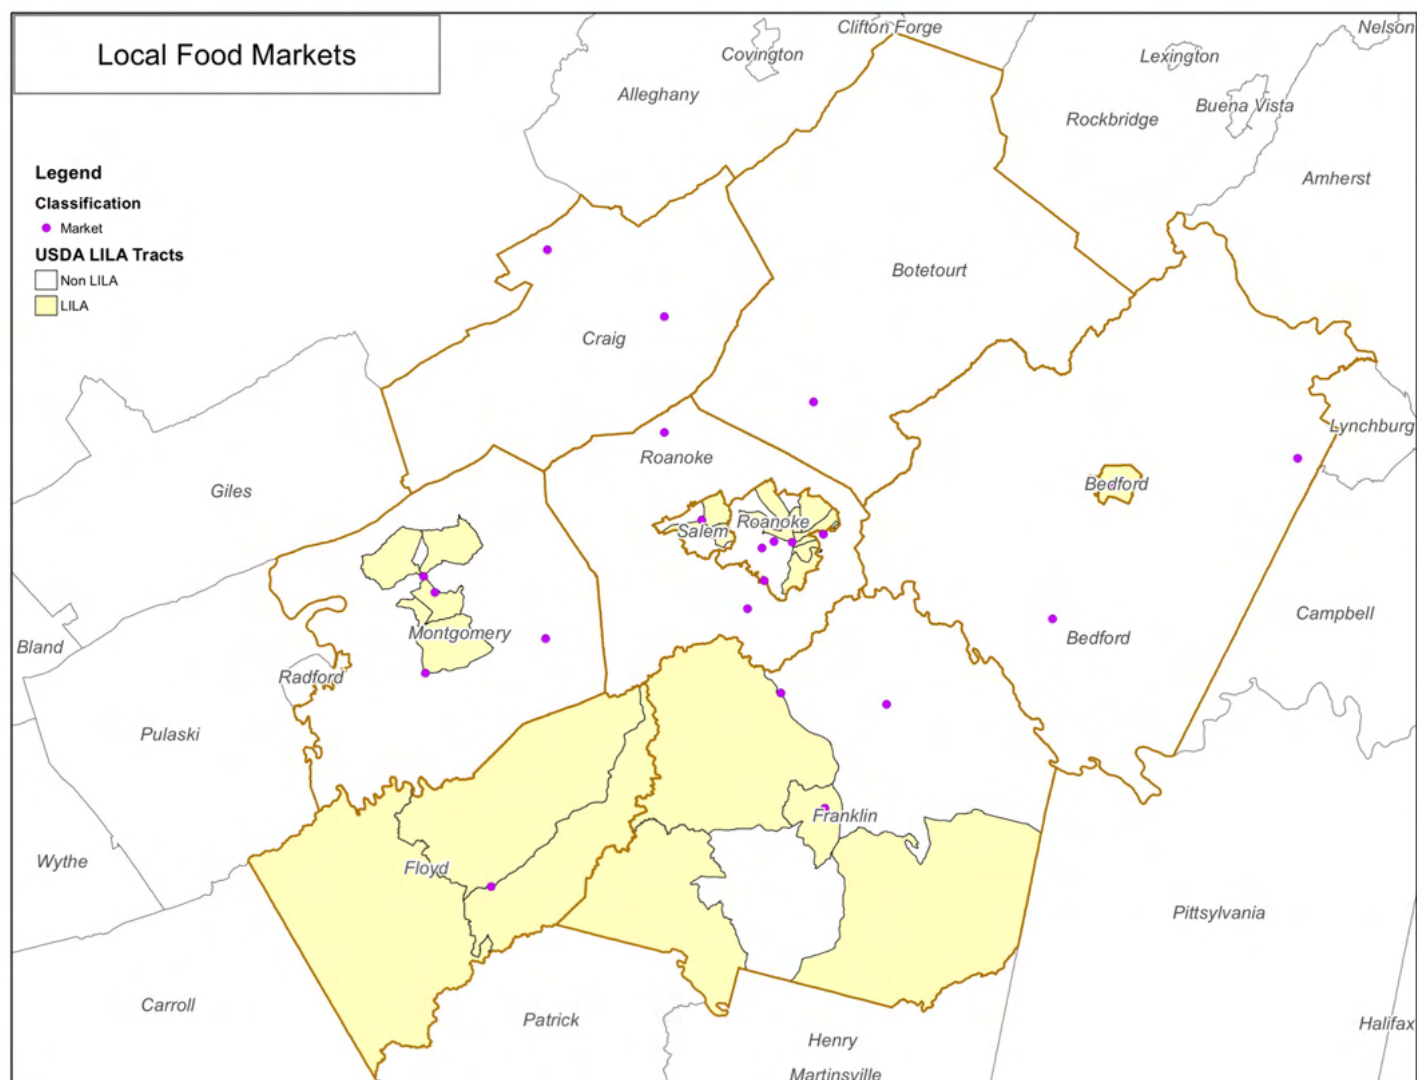 Local Food Markets
Legend
Classification
Market
USDA LILA Tracts
Non LILA
LILA
Clifton Forge
Nelson
Covington
Lexington
Alleghany
Buena Vista
Rockbridge
Amherst
Botetourt
Craig
Lynchburg
Roanoke
Giles
Bedford
Roanoke
Salem
Campbell
Montgomery
Bedford
Bland
Radford
Pulaski
Franklin
Wythe
Floyd
Pittsylvania
Carroll
Patrick
Halifax
Henry
Martinsville